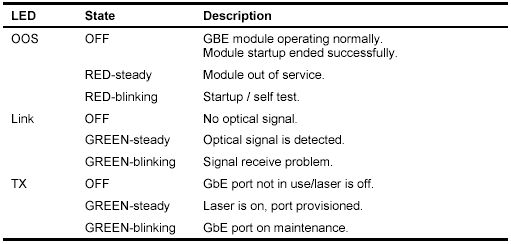 LED State Description
OOS OFF GBE module operating normally.
Module startup ended successfully.
RED-steady Module out of service.
RED-blinking Startup / self test.
Link OFF No optical signal.
GREEN-steady Optical signal is detected.
GREEN-blinking Signal receive problem.
TX OFF GbE port not in use/laser is off.
GREEN-steady Laser is on, port provisioned.
GREEN-blinking GbE port on maintenance.